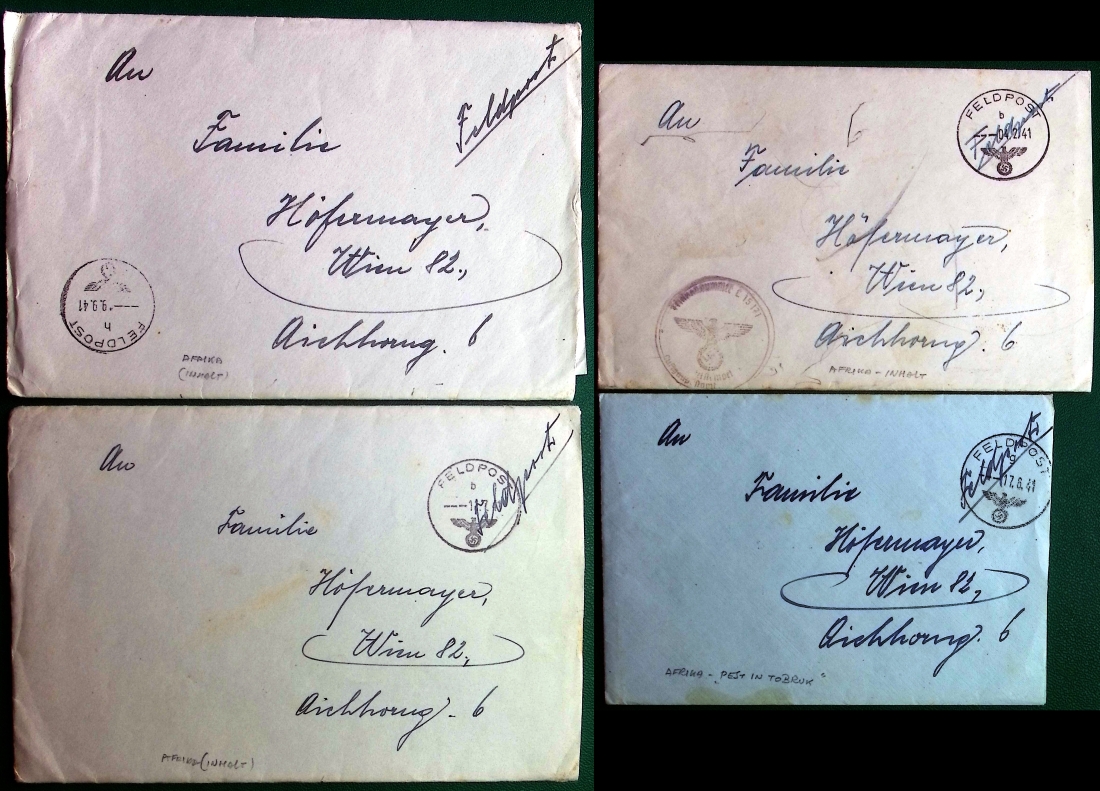 An
Feldpost
Familie
Höfermayer,
Wien 82.,
Aichhorng. 6
FELDPOST
h
--- 9.9.41
AFRIKA
(INHALT)
An
FELDPOST
b
Feldpost
Familie
Höfermayer,
Wien 82.,
Aichhorng. 6
AFRIKA - INHALT
An
FELDPOST
b
Feldpost
Familie
Höfermayer,
Wien 82.,
Aichhorng. 6
AFRIKA (INHALT)
An
FELDPOST
g
17.6.41
Feldpost
Familie
Höfermayer,
Wien 82.,
Aichhorng. 6
AFRIKA - „PEST IN TOBRUK“